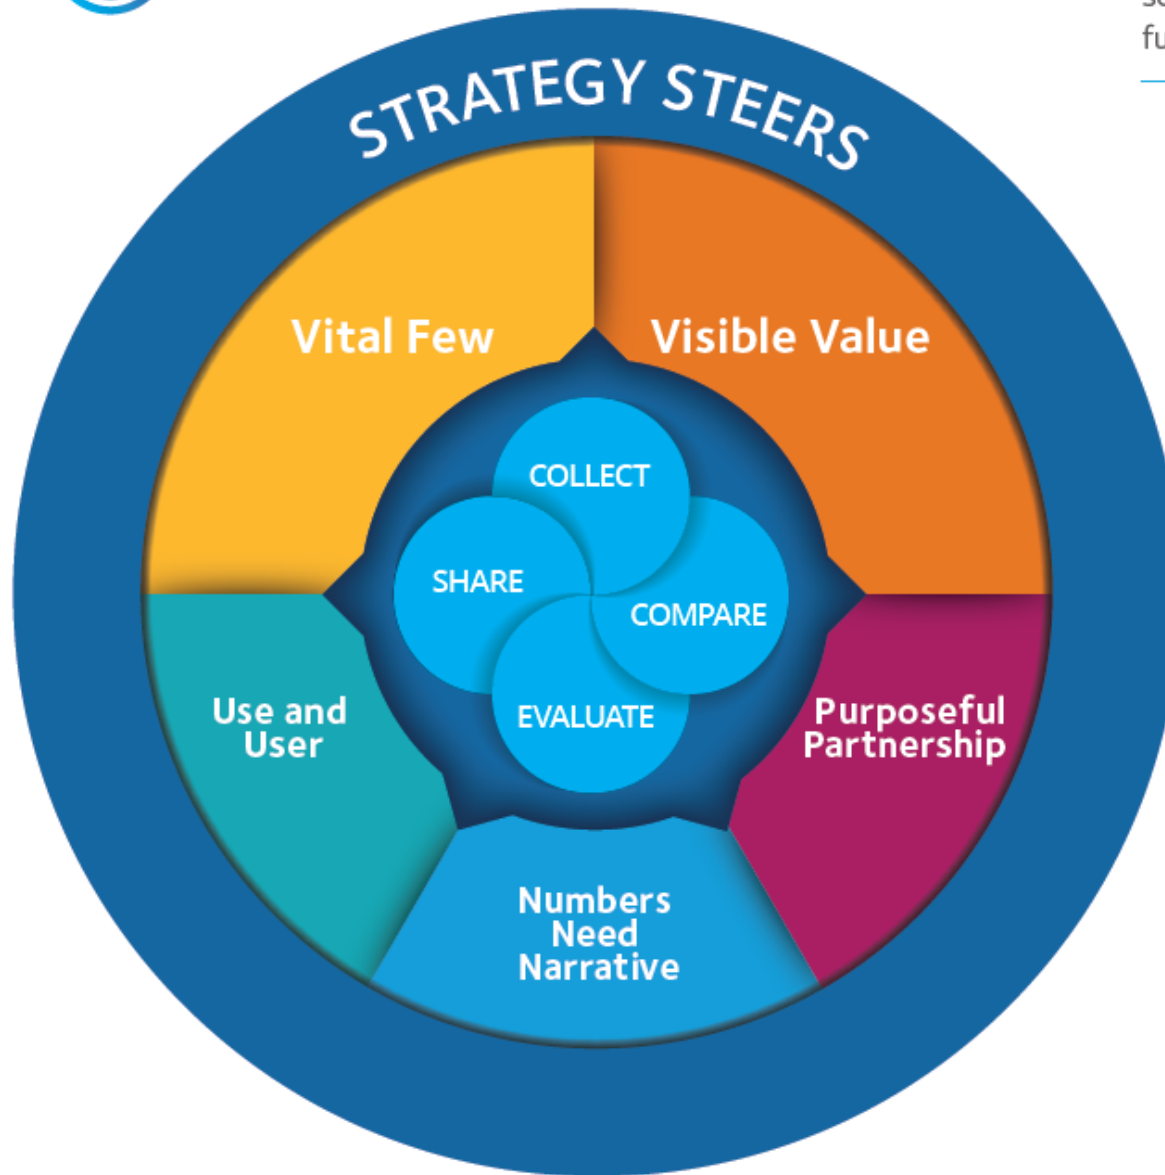 STRATEGY STEERS
Vital Few
Visible Value
COLLECT
SHARE
COMPARE
EVALUATE
Use and
User
Purposeful
Partnership
Numbers
Need
Narrative